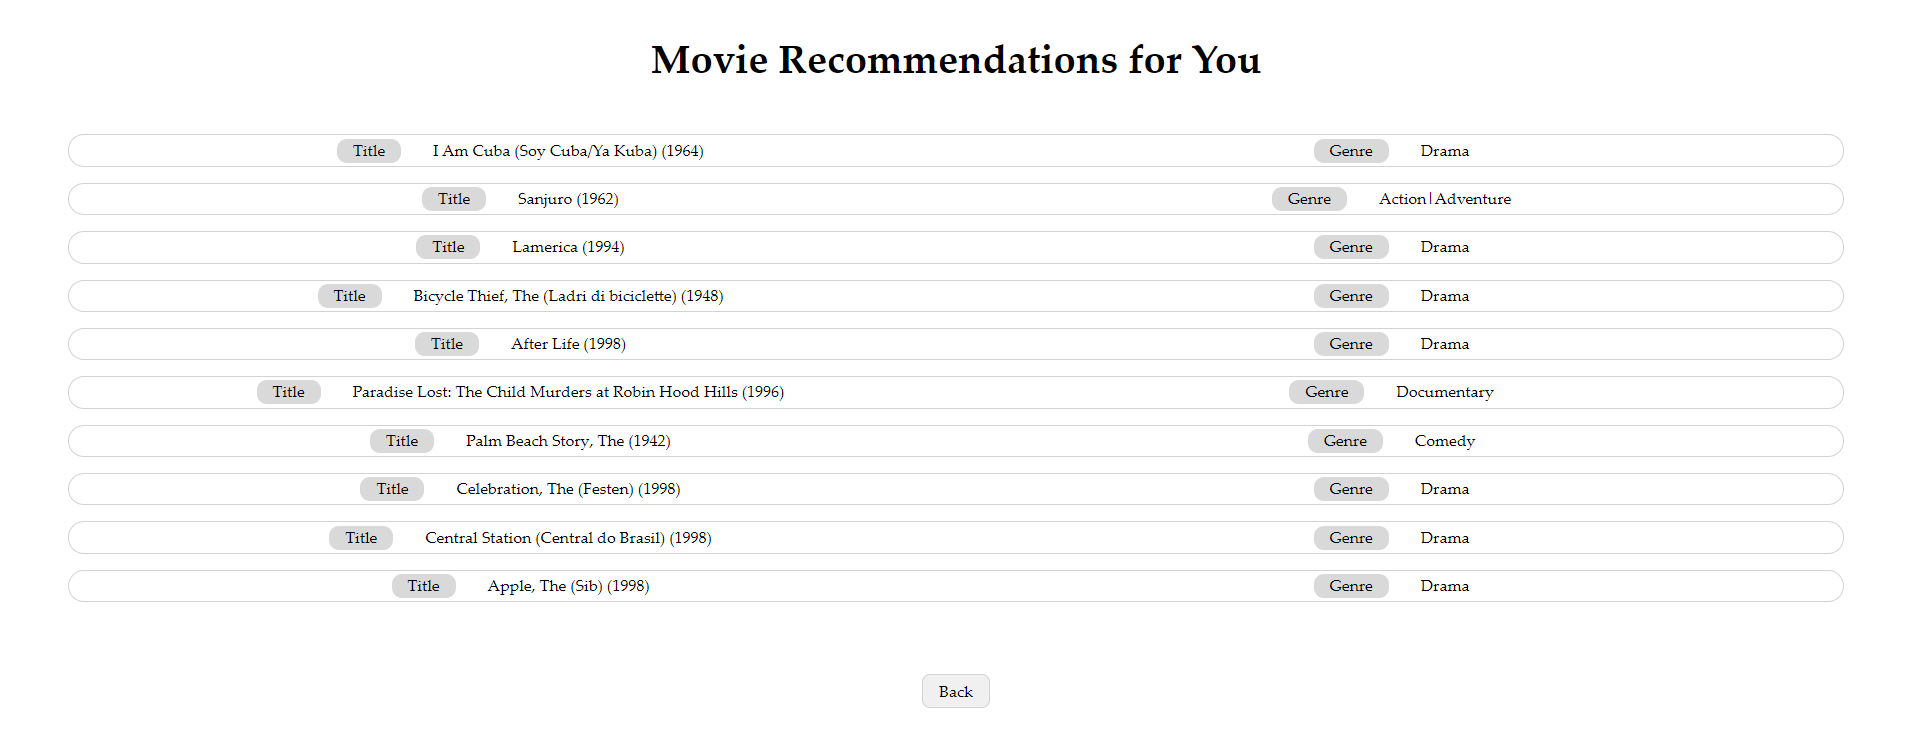 Movie Recommendations for You
Title I Am Cuba (Soy Cuba/Ya Kuba) (1964) Genre Drama
Title Sanjuro (1962) Genre Action|Adventure
Title Lamerica (1994) Genre Drama
Title Bicycle Thief, The (Ladri di biciclette) (1948) Genre Drama
Title After Life (1998) Genre Drama
Title Paradise Lost: The Child Murders at Robin Hood Hills (1996) Genre Documentary
Title Palm Beach Story, The (1942) Genre Comedy
Title Celebration, The (Festen) (1998) Genre Drama
Title Central Station (Central do Brasil) (1998) Genre Drama
Title Apple, The (Sib) (1998) Genre Drama
Back